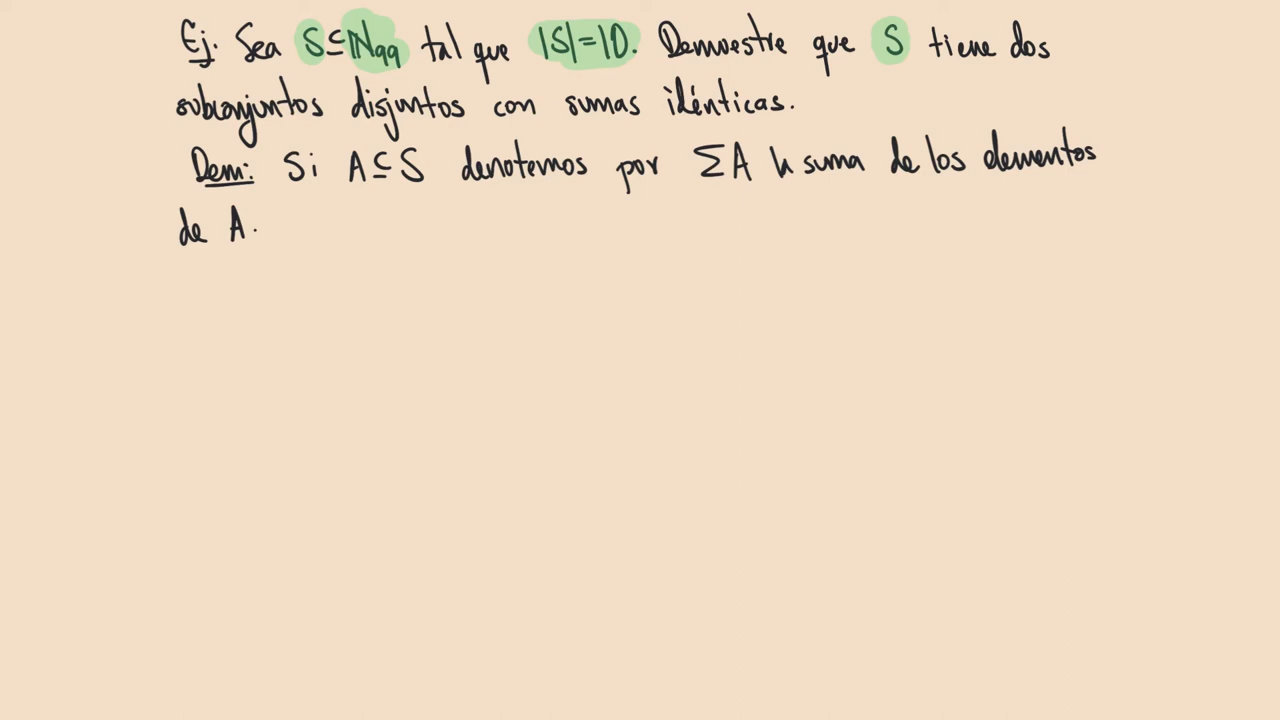 Ej. Sea S⊆ℕ₉₉ tal que |S|=10. Demuestre que S tiene dos
subconjuntos disjuntos con sumas idénticas.
Dem: Si A⊆S denotemos por ΣA la suma de los elementos
de A.